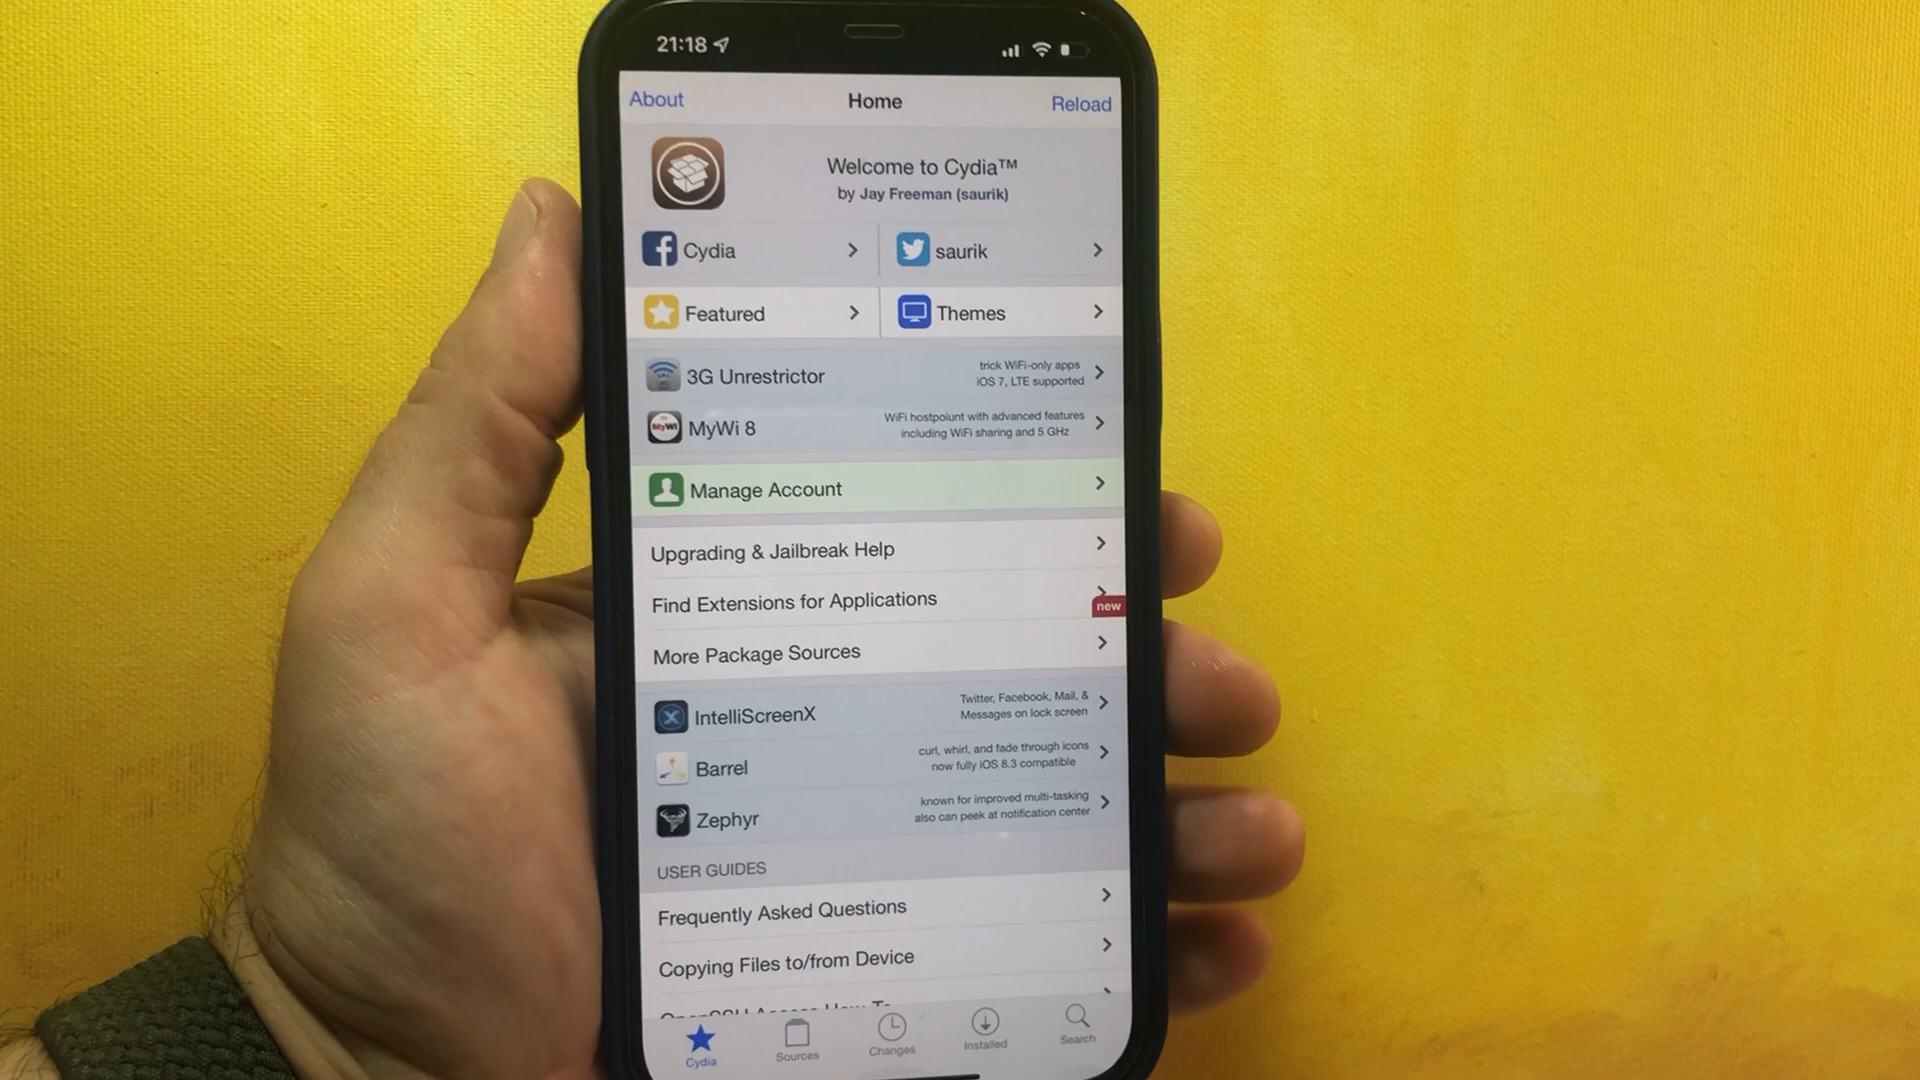 21:18
About
Home
Reload
Welcome to Cydia™
by Jay Freeman (saurik)
Cydia
saurik
Featured
Themes
3G Unrestrictor
trick WiFi-only apps
iOS 7, LTE supported
MyWi 8
MyWi
WiFi hostpoiunt with advanced features
including WiFi sharing and 5 GHz
Manage Account
Upgrading & Jailbreak Help
Find Extensions for Applications
new
More Package Sources
IntelliScreenX
Twitter, Facebook, Mail, &
Messages on lock screen
Barrel
curl, whirl, and fade through icons
now fully iOS 8.3 compatible
Zephyr
known for improved multi-tasking
also can peek at notification center
USER GUIDES
Frequently Asked Questions
Copying Files to/from Device
Cydia
Sources
Changes
Installed
Search